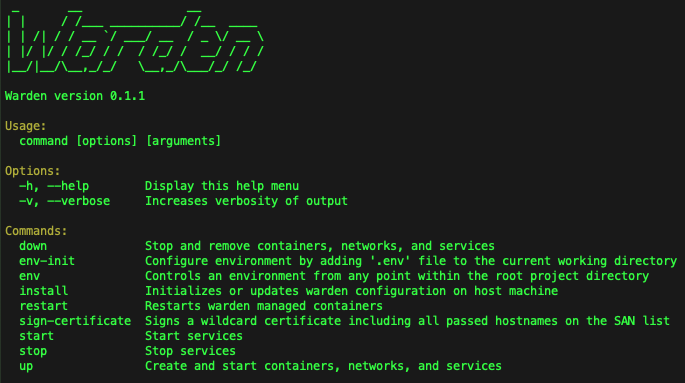 Warden
Warden version 0.1.1
Usage:
command [options] [arguments]
Options:
-h, --help Display this help menu
-v, --verbose Increases verbosity of output
Commands:
down Stop and remove containers, networks, and services
env-init Configure environment by adding '.env' file to the current working directory
env Controls an environment from any point within the root project directory
install Initializes or updates warden configuration on host machine
restart Restarts warden managed containers
sign-certificate Signs a wildcard certificate including all passed hostnames on the SAN list
start Start services
stop Stop services
up Create and start containers, networks, and services